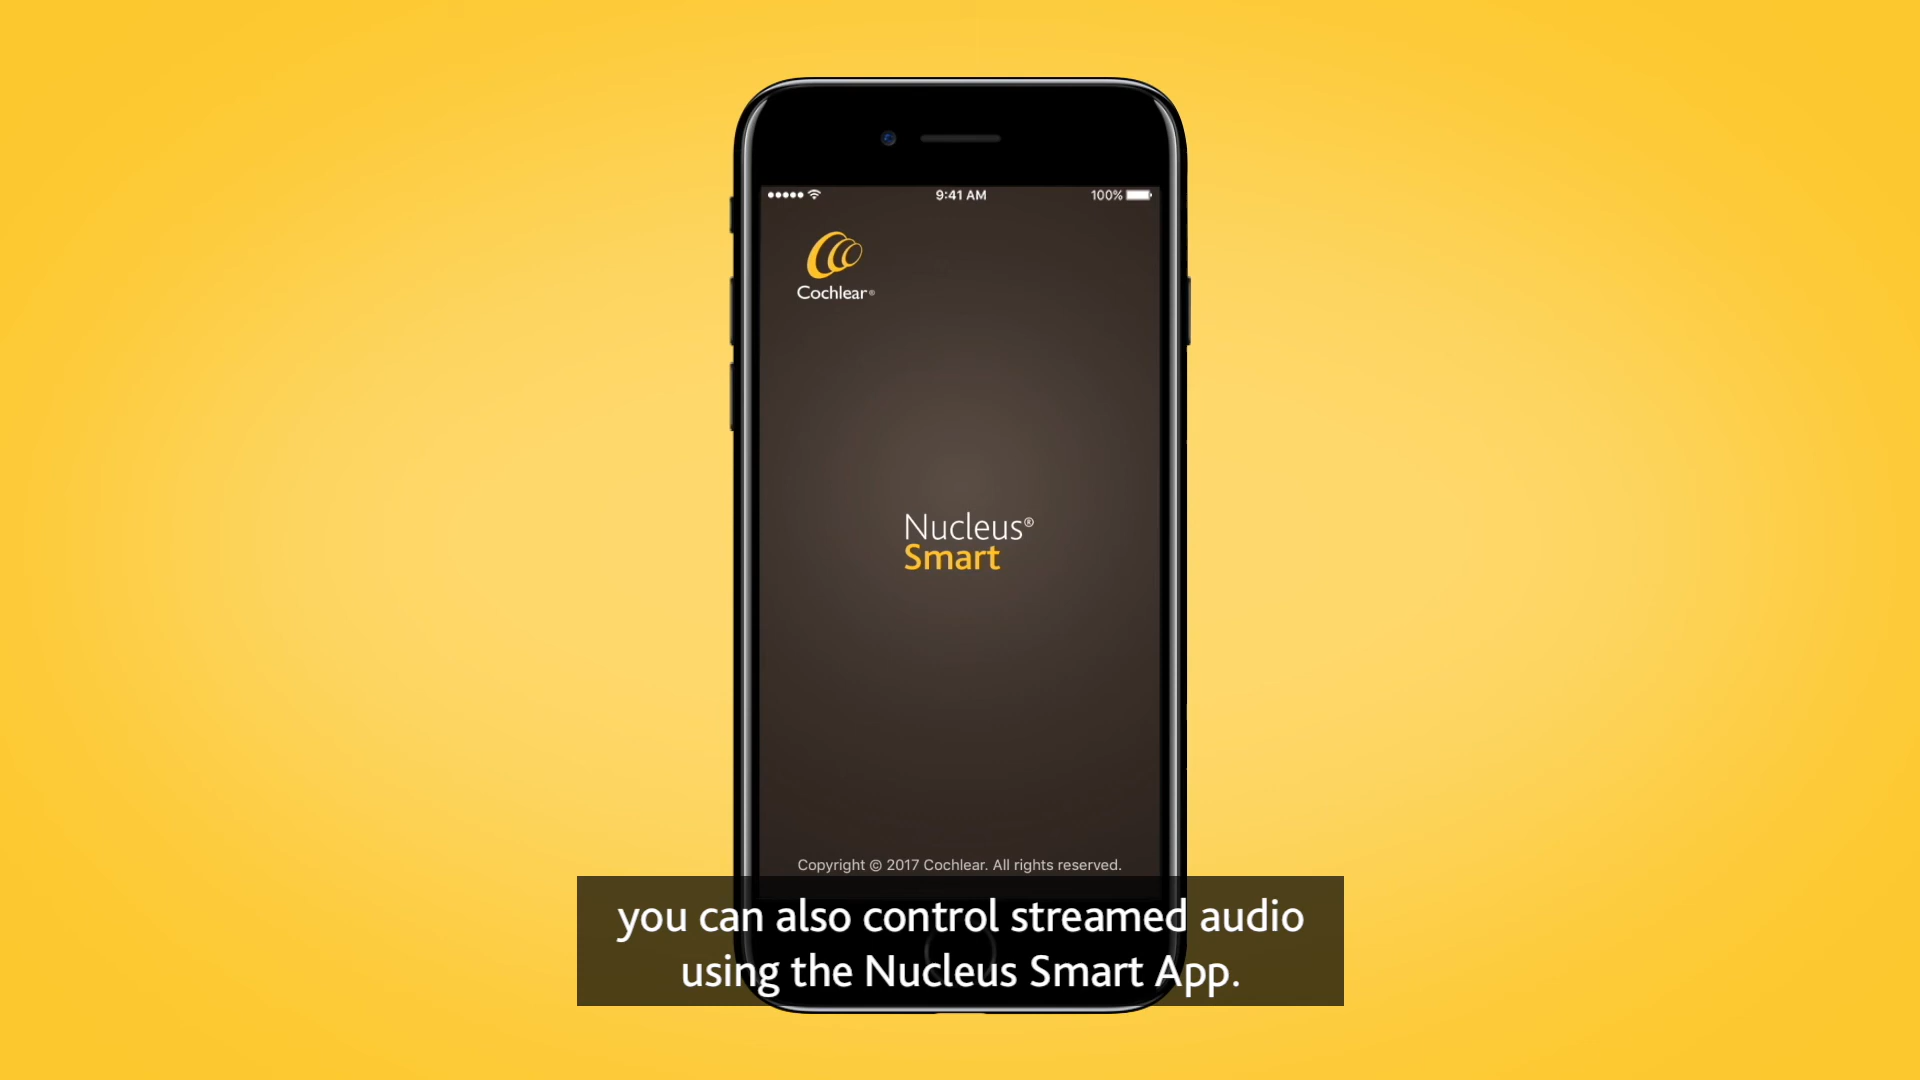 9:41 AM
100%
Cochlear®
Nucleus®
Smart
Copyright © 2017 Cochlear. All rights reserved.
you can also control streamed audio
using the Nucleus Smart App.